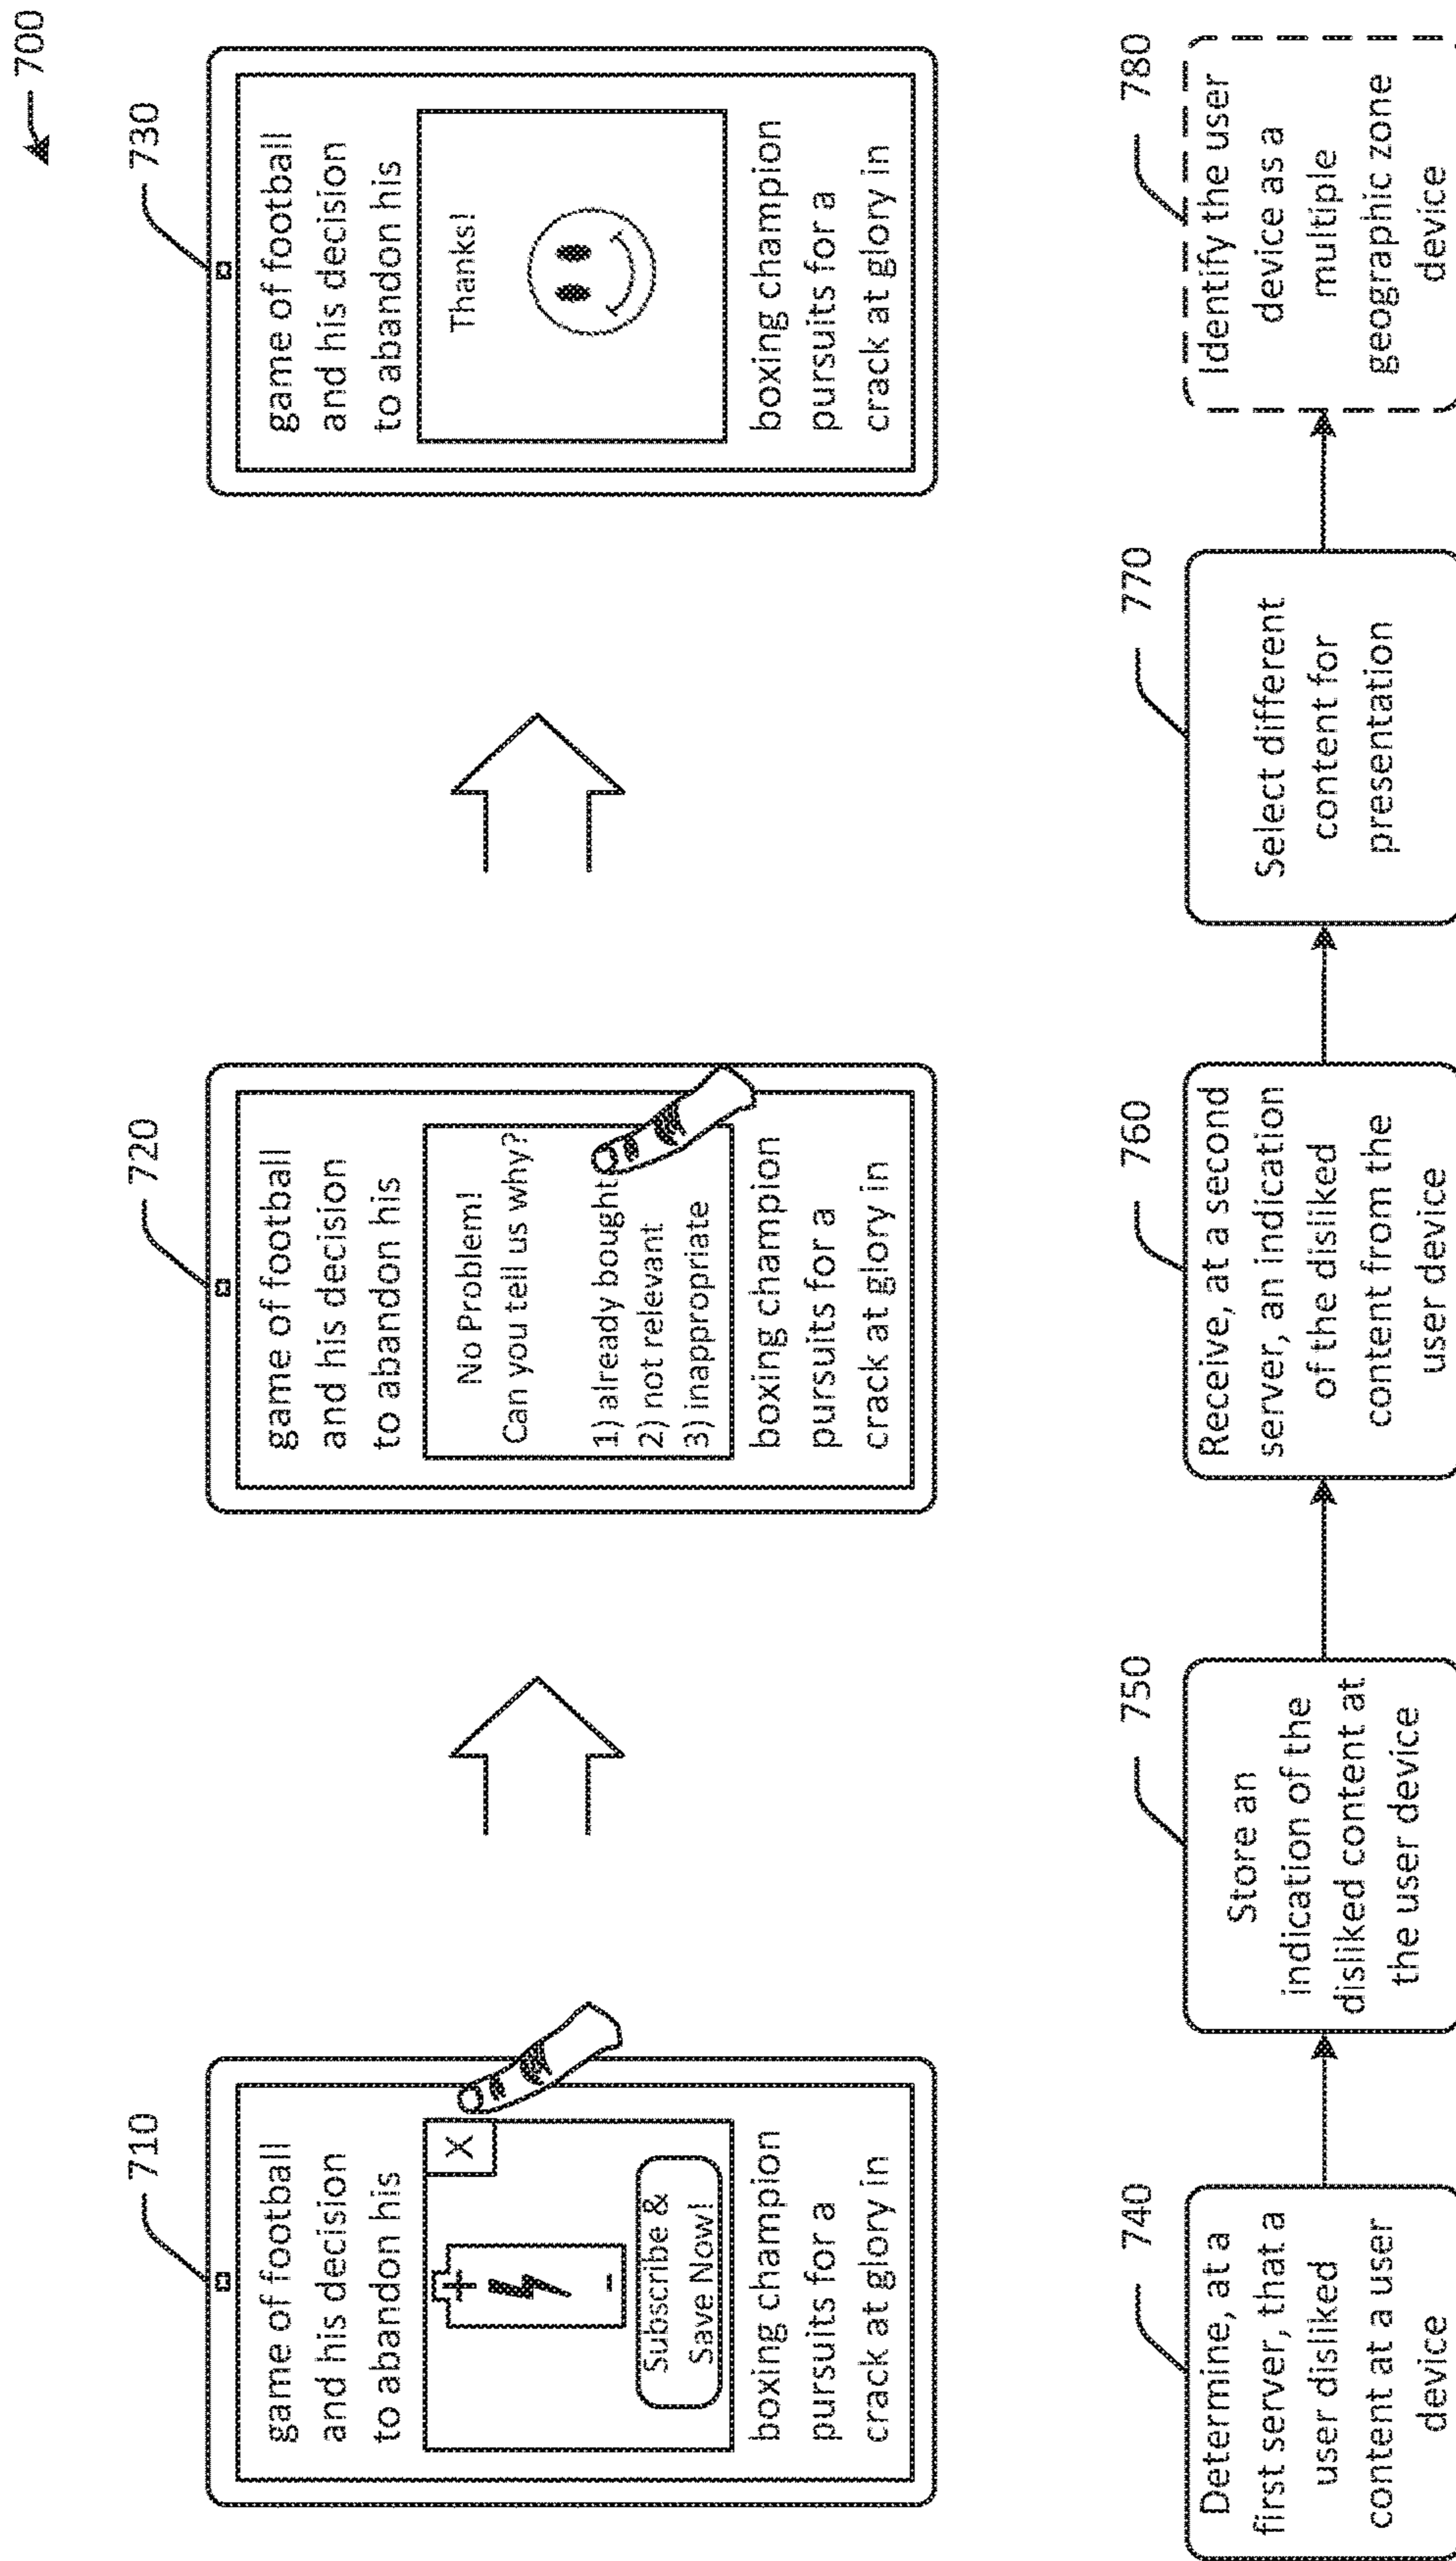 700
710
game of football
and his decision
to abandon his
X
+
-
Subscribe &
Save Now!
boxing champion
pursuits for a
crack at glory in
720
game of football
and his decision
to abandon his
No Problem!
Can you tell us why?
1) already bought
2) not relevant
3) inappropriate
boxing champion
pursuits for a
crack at glory in
730
game of football
and his decision
to abandon his
Thanks!
boxing champion
pursuits for a
crack at glory in
740
Determine, at a
first server, that a
user disliked
content at a user
device
750
Store an
indication of the
disliked content at
the user device
760
Receive, at a second
server, an indication
of the disliked
content from the
user device
770
Select different
content for
presentation
780
Identify the user
device as a
multiple
geographic zone
device